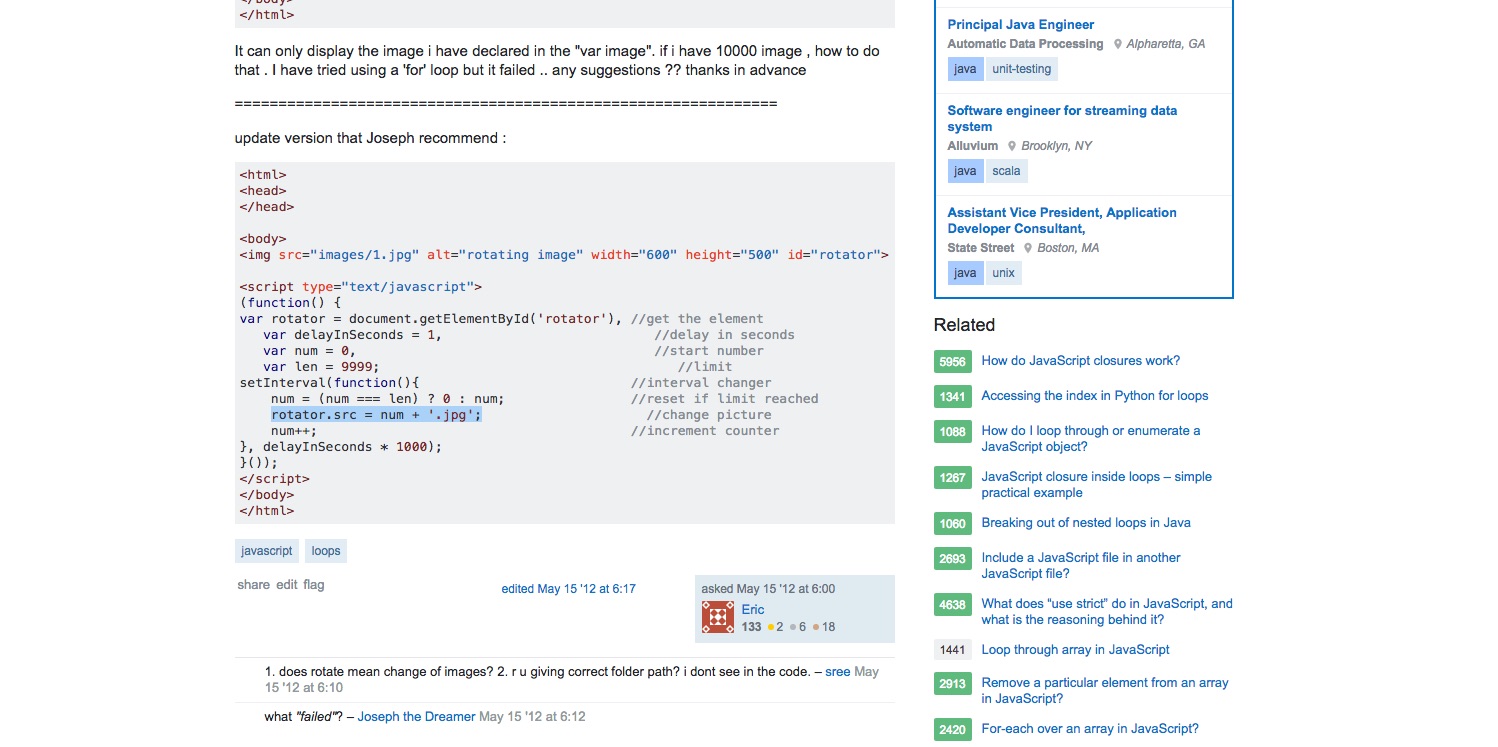 </html>
It can only display the image i have declared in the "var image". if i have 10000 image , how to do
that . I have tried using a 'for' loop but it failed .. any suggestions ?? thanks in advance
==============================================================
update version that Joseph recommend :
<html>
<head>
</head>
<body>
<img src="images/1.jpg" alt="rotating image" width="600" height="500" id="rotator">
<script type="text/javascript">
(function() {
var rotator = document.getElementById('rotator'), //get the element
   var delayInSeconds = 1,                           //delay in seconds
   var num = 0,                                      //start number
   var len = 9999;                                      //limit
setInterval(function(){                           //interval changer
    num = (num === len) ? 0 : num;                //reset if limit reached
    rotator.src = num + '.jpg';                     //change picture
    num++;                                        //increment counter
}, delayInSeconds * 1000);
}());
</script>
</body>
</html>
javascript loops
share edit flag
edited May 15 '12 at 6:17
asked May 15 '12 at 6:00
Eric
133 2 6 18
1. does rotate mean change of images? 2. r u giving correct folder path? i dont see in the code. – sree May
15 '12 at 6:10
what "failed"? – Joseph the Dreamer May 15 '12 at 6:12
Principal Java Engineer
Automatic Data Processing Alpharetta, GA
java unit-testing
Software engineer for streaming data
system
Alluvium Brooklyn, NY
java scala
Assistant Vice President, Application
Developer Consultant,
State Street Boston, MA
java unix
Related
5956 How do JavaScript closures work?
1341 Accessing the index in Python for loops
1088 How do I loop through or enumerate a
JavaScript object?
1267 JavaScript closure inside loops – simple
practical example
1060 Breaking out of nested loops in Java
2693 Include a JavaScript file in another
JavaScript file?
4638 What does "use strict" do in JavaScript, and
what is the reasoning behind it?
1441 Loop through array in JavaScript
2913 Remove a particular element from an array
in JavaScript?
2420 For-each over an array in JavaScript?